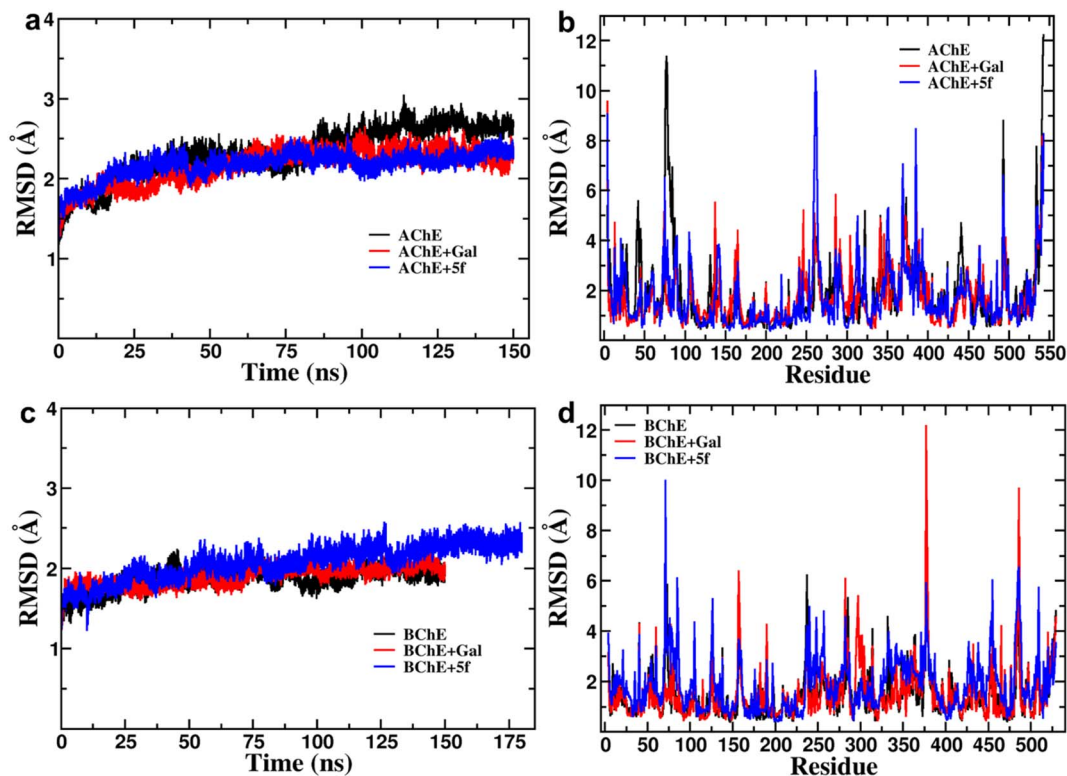 a
4
3
2
1
RMSD (Å)
AChE
AChE+Gal
AChE+5f
0 25 50 75 100 125 150
Time (ns)
b
12
10
8
6
4
2
RMSD (Å)
AChE
AChE+Gal
AChE+5f
0 50 100 150 200 250 300 350 400 450 500 550
Residue
c
4
3
2
1
RMSD (Å)
BChE
BChE+Gal
BChE+5f
0 25 50 75 100 125 150 175
Time (ns)
d
12
10
8
6
4
2
RMSD (Å)
BChE
BChE+Gal
BChE+5f
0 50 100 150 200 250 300 350 400 450 500
Residue